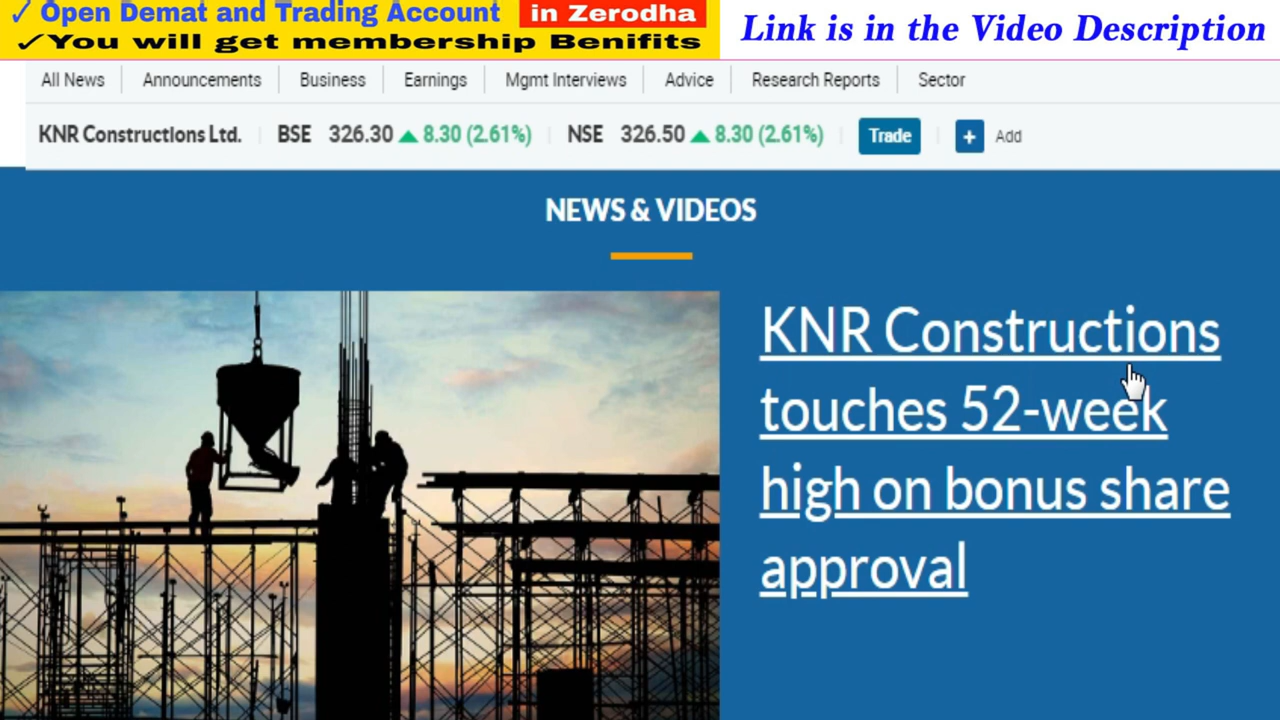 ✓ Open Demat and Trading Account in Zerodha
✓You will get membership Benifits
Link is in the Video Description
All News Announcements Business Earnings Mgmt Interviews Advice Research Reports Sector
KNR Constructions Ltd. BSE 326.30 ▲ 8.30 (2.61%) NSE 326.50 ▲ 8.30 (2.61%) Trade + Add
NEWS & VIDEOS
KNR Constructions
touches 52-week
high on bonus share
approval